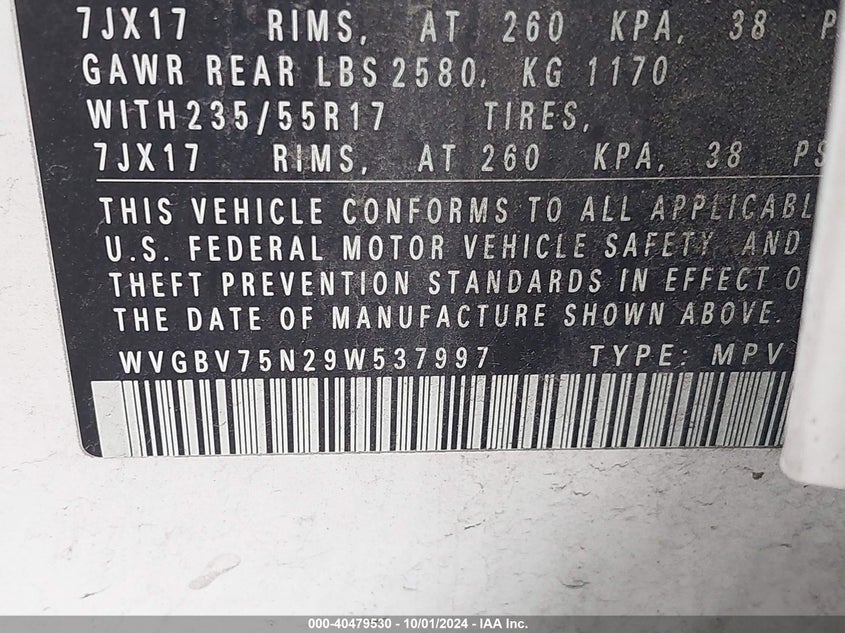 7JX17 RIMS, AT 260 KPA, 38
GAWR REAR LBS 2580, KG 1170
WITH 235/55R17 TIRES,
7JX17 RIMS, AT 260 KPA, 38
THIS VEHICLE CONFORMS TO ALL
U.S. FEDERAL MOTOR VEHICLE SAFETY AND
THEFT PREVENTION STANDARDS IN EFFECT
THE DATE OF MANUFACTURE SHOWN ABOVE.
WVGBV75N29W537997 TYPE: MPV
000-40479530 - 10/01/2024 - IAA Inc.